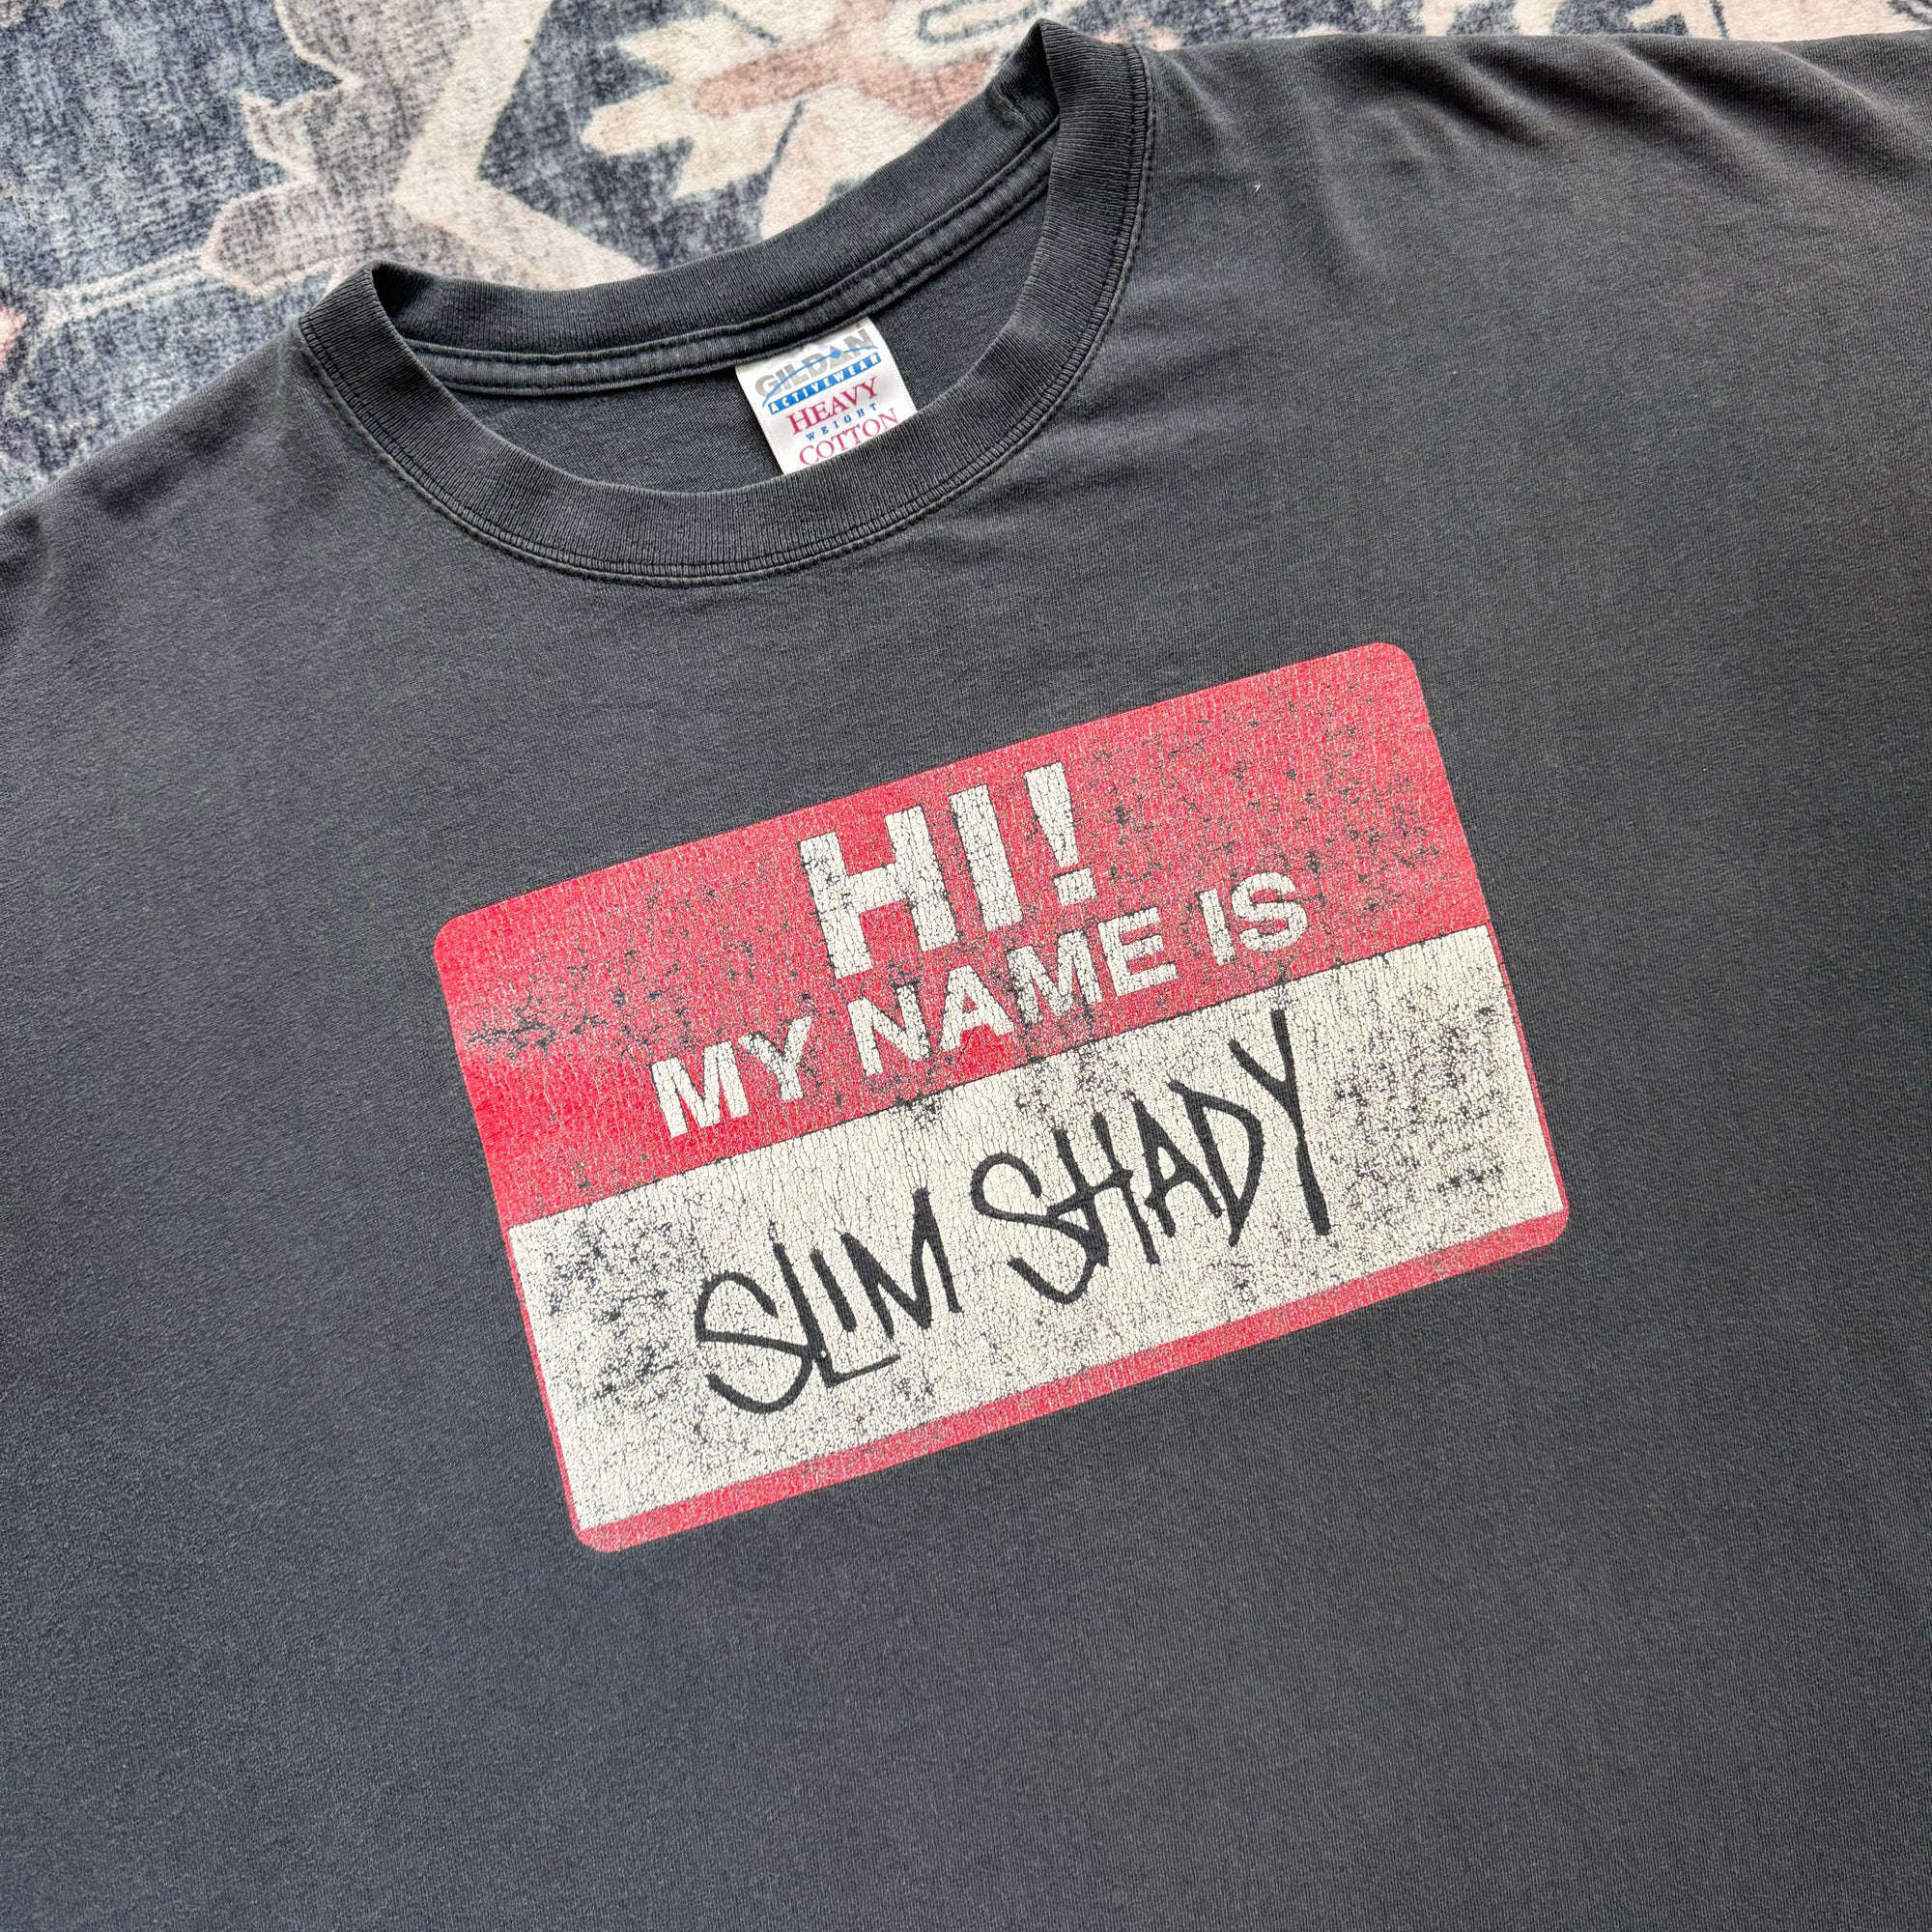 GILDAN
ACTIVEWEAR
HEAVY
WEIGHT
COTTON
HI!
MY NAME IS
SLIM SHADY